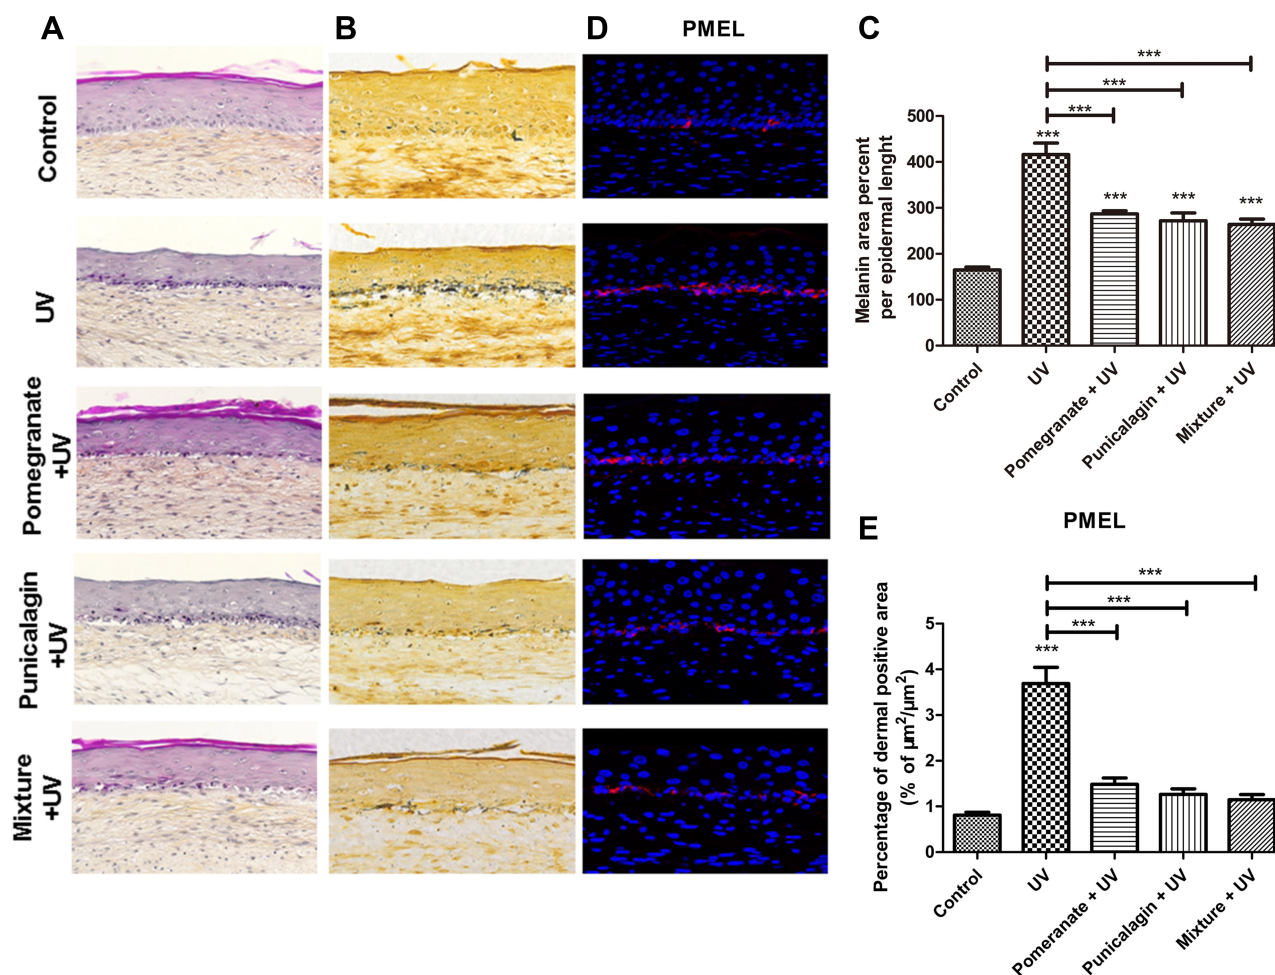 A
B
D
PMEL
Control
UV
Pomegranate
+UV
Punicalagin
+UV
Mixture
+UV
C
***
***
***
***
***
***
***
Melanin area percent
per epidermal lenght
500
400
300
200
100
0
Control
UV
Pomegranate + UV
Punicalagin + UV
Mixture + UV
E
PMEL
***
***
***
***
Percentage of dermal positive area
(% of µm²/µm²)
5
4
3
2
1
0
Control
UV
Pomeranate + UV
Punicalagin + UV
Mixture + UV